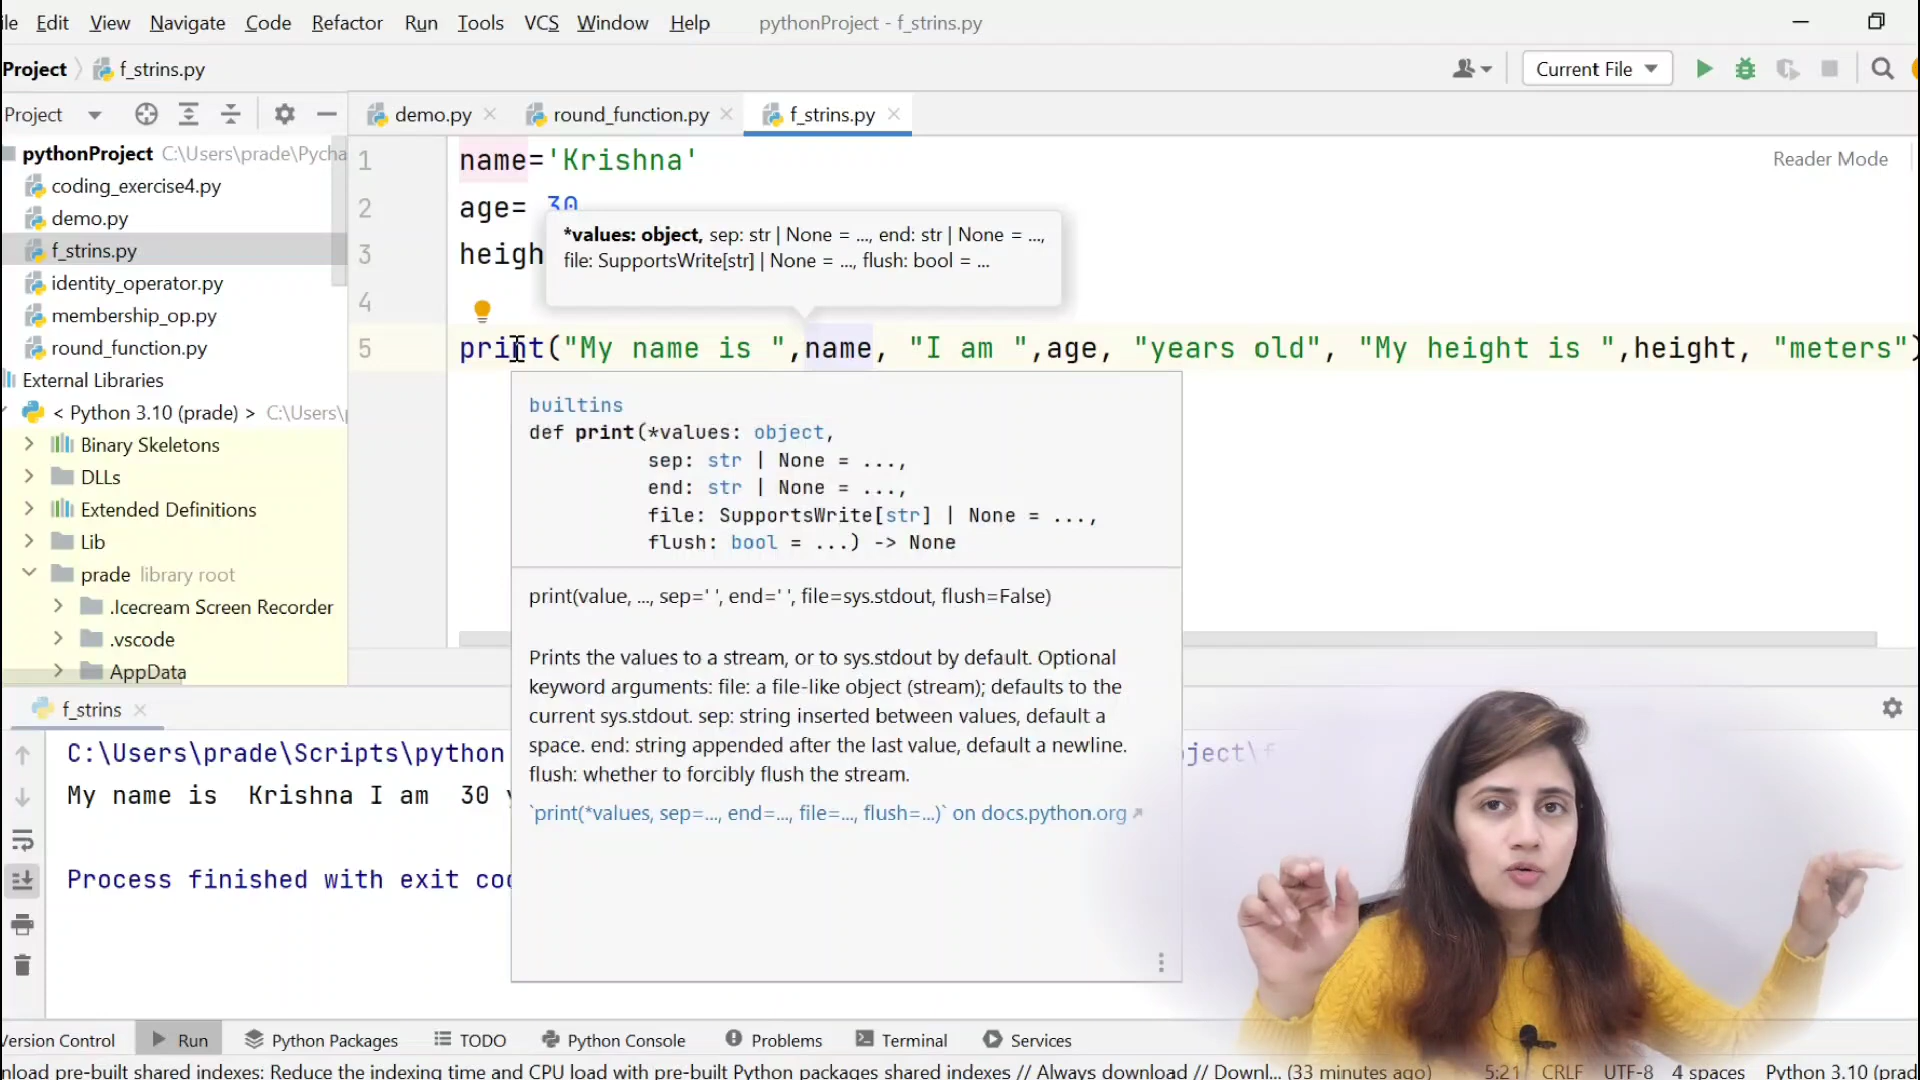 ile Edit View Navigate Code Refactor Run Tools VCS Window Help pythonProject - f_strins.py
Project f_strins.py Current File
Project demo.py round_function.py f_strins.py
pythonProject C:\Users\prade\Pycha
coding_exercise4.py
demo.py
f_strins.py
identity_operator.py
membership_op.py
round_function.py
External Libraries
< Python 3.10 (prade) > C:\Users\
Binary Skeletons
DLLs
Extended Definitions
Lib
prade library root
.Icecream Screen Recorder
.vscode
AppData
Reader Mode
1 name='Krishna'
2 age= 30
3 heigh
4
5 print("My name is ",name, "I am ",age, "years old", "My height is ",height, "meters")
*values: object, sep: str | None = ..., end: str | None = ...,
file: SupportsWrite[str] | None = ..., flush: bool = ...
builtins
def print(*values: object,
sep: str | None = ...,
end: str | None = ...,
file: SupportsWrite[str] | None = ...,
flush: bool = ...) -> None
print(value, ..., sep=' ', end=' ', file=sys.stdout, flush=False)
Prints the values to a stream, or to sys.stdout by default. Optional
keyword arguments: file: a file-like object (stream); defaults to the
current sys.stdout. sep: string inserted between values, default a
space. end: string appended after the last value, default a newline.
flush: whether to forcibly flush the stream.
`print(*values, sep=..., end=..., file=..., flush=...)` on docs.python.org
f_strins
C:\Users\prade\Scripts\python ject\f
My name is  Krishna I am  30 y
Process finished with exit coo
Version Control Run Python Packages TODO Python Console Problems Terminal Services
nload pre-built shared indexes: Reduce the indexing time and CPU load with pre-built Python packages shared indexes // Always download // Downl... (33 minutes ago) 5:21 CRLF UTF-8 4 spaces Python 3.10 (prad